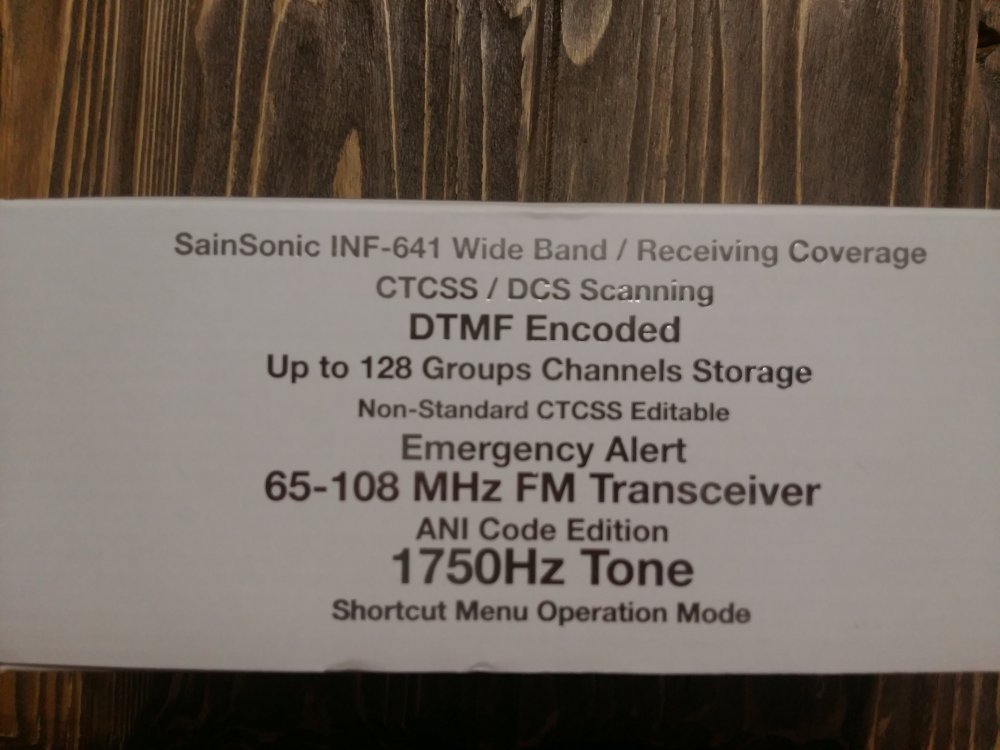 SainSonic INF-641 Wide Band / Receiving Coverage
CTCSS / DCS Scanning
DTMF Encoded
Up to 128 Groups Channels Storage
Non-Standard CTCSS Editable
Emergency Alert
65-108 MHz FM Transceiver
ANI Code Edition
1750Hz Tone
Shortcut Menu Operation Mode